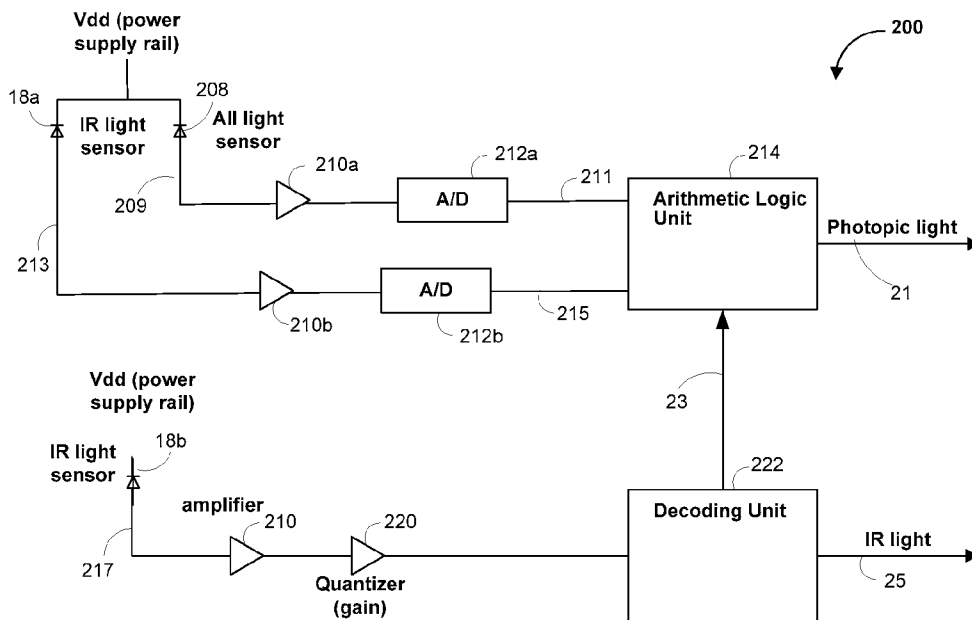 Vdd (power
supply rail)
200
18a
208
IR light
sensor
All light
sensor
209
210a
212a
A/D
211
214
Arithmetic Logic
Unit
Photopic light
21
213
210b
A/D
212b
215
23
Vdd (power
supply rail)
IR light
sensor
18b
217
amplifier
210
220
Quantizer
(gain)
222
Decoding Unit
IR light
25